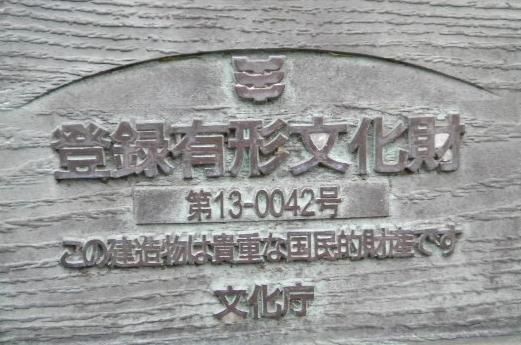 登録有形文化財
第13-0042号
この建造物は貴重な国民的財産です
文化庁